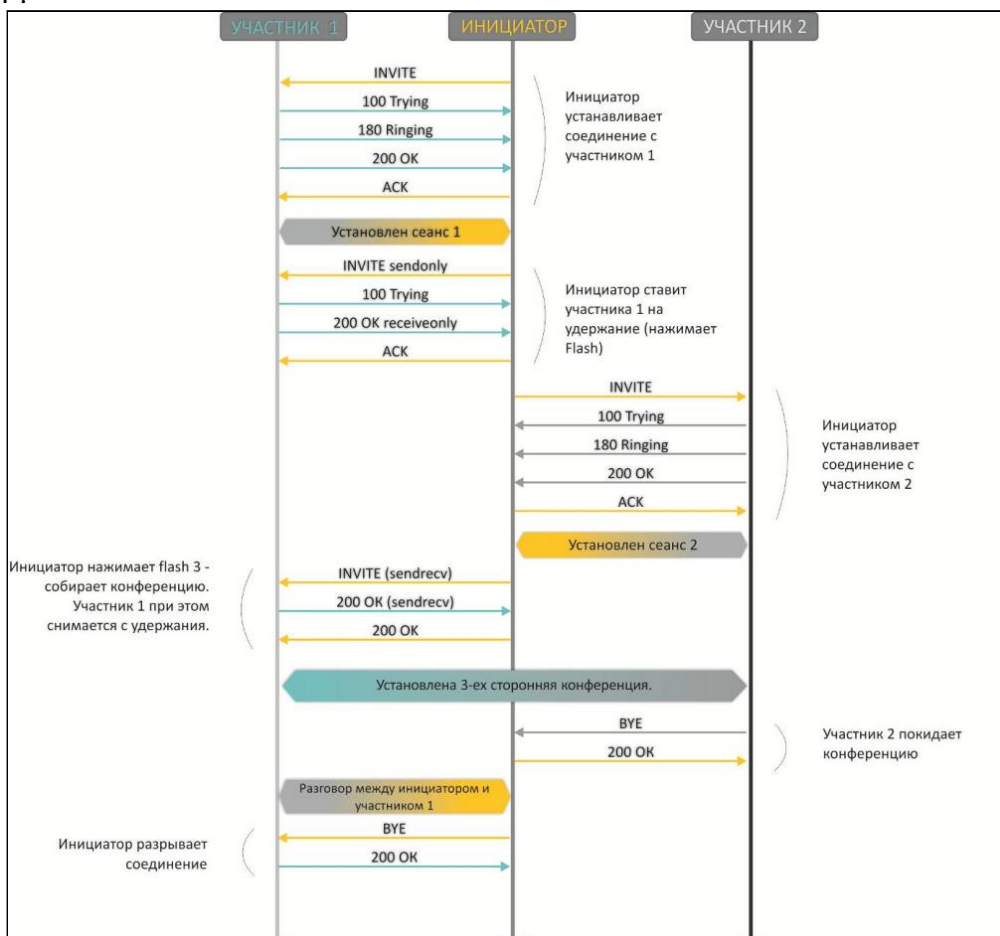 УЧАСТНИК 1
ИНИЦИАТОР
УЧАСТНИК 2
INVITE
100 Trying
180 Ringing
200 OK
ACK
Инициатор
устанавливает
соединение с
участником 1
Установлен сеанс 1
INVITE sendonly
100 Trying
200 OK receiveonly
ACK
Инициатор ставит
участника 1 на
удержание (нажимает
Flash)
INVITE
100 Trying
180 Ringing
200 OK
ACK
Инициатор
устанавливает
соединение с
участником 2
Установлен сеанс 2
Инициатор нажимает flash 3 -
собирает конференцию.
Участник 1 при этом
снимается с удержания.
INVITE (sendrecv)
200 OK (sendrecv)
200 OK
Установлена 3-ех сторонняя конференция.
BYE
200 OK
Участник 2 покидает
конференцию
Разговор между инициатором и
участником 1
BYE
200 OK
Инициатор разрывает
соединение